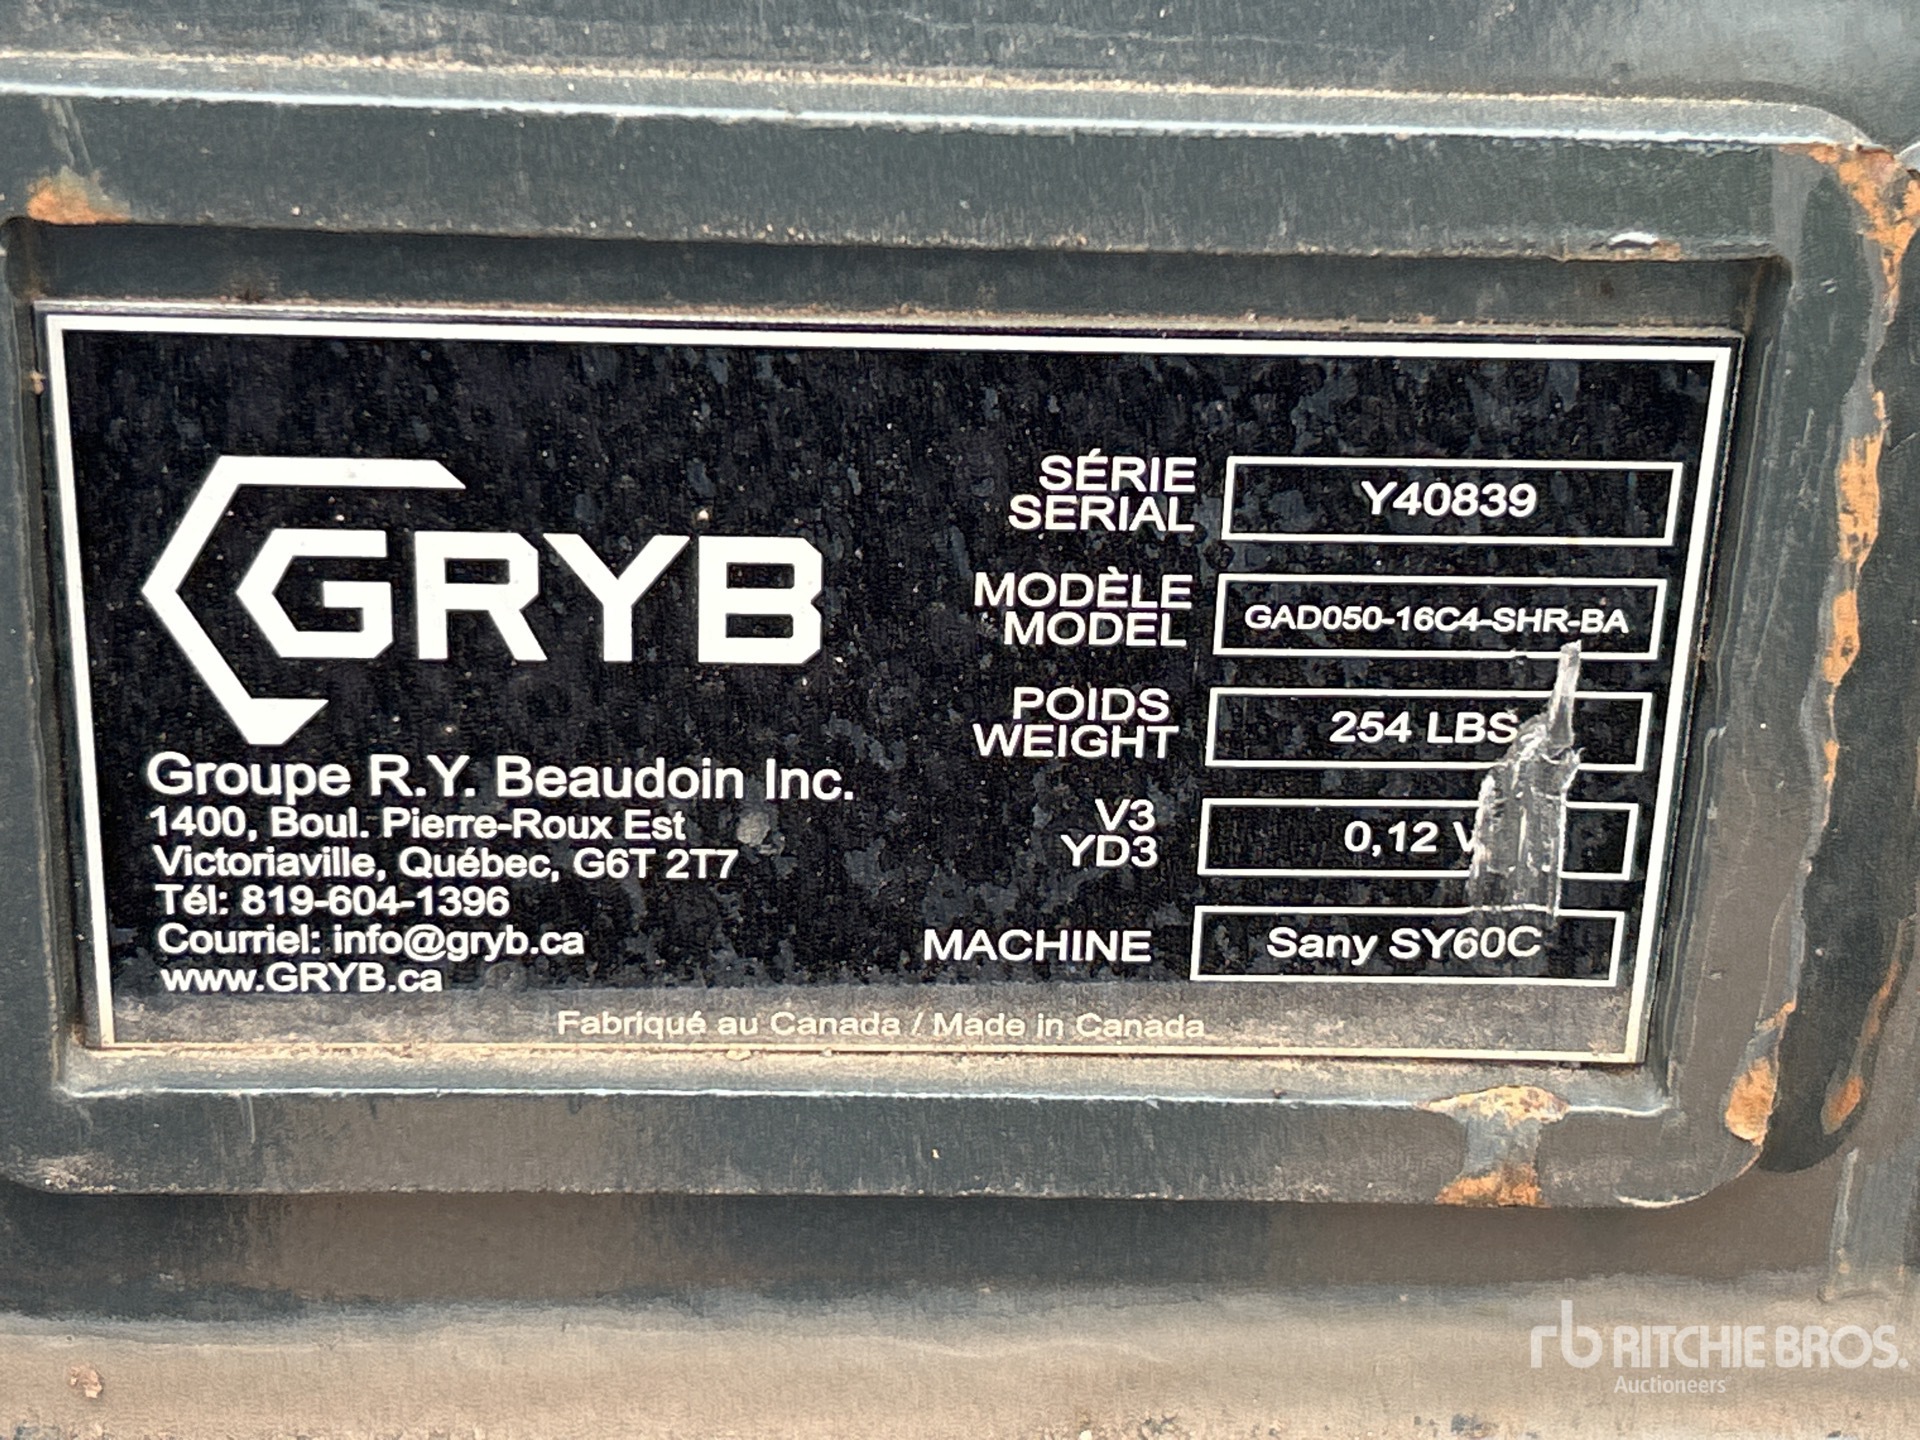 GRYB
Groupe R.Y. Beaudoin Inc.
1400, Boul. Pierre-Roux Est
Victoriaville, Québec, G6T 2T7
Tél: 819-604-1396
Courriel: info@gryb.ca
www.GRYB.ca
SÉRIE
SERIAL
Y40839
MODÈLE
MODEL
GAD050-16C4-SHR-BA
POIDS
WEIGHT
254 LBS
V3
YD3
0,12
MACHINE
Sany SY60C
Fabriqué au Canada / Made in Canada
rb RITCHIE BROS.
Auctioneers